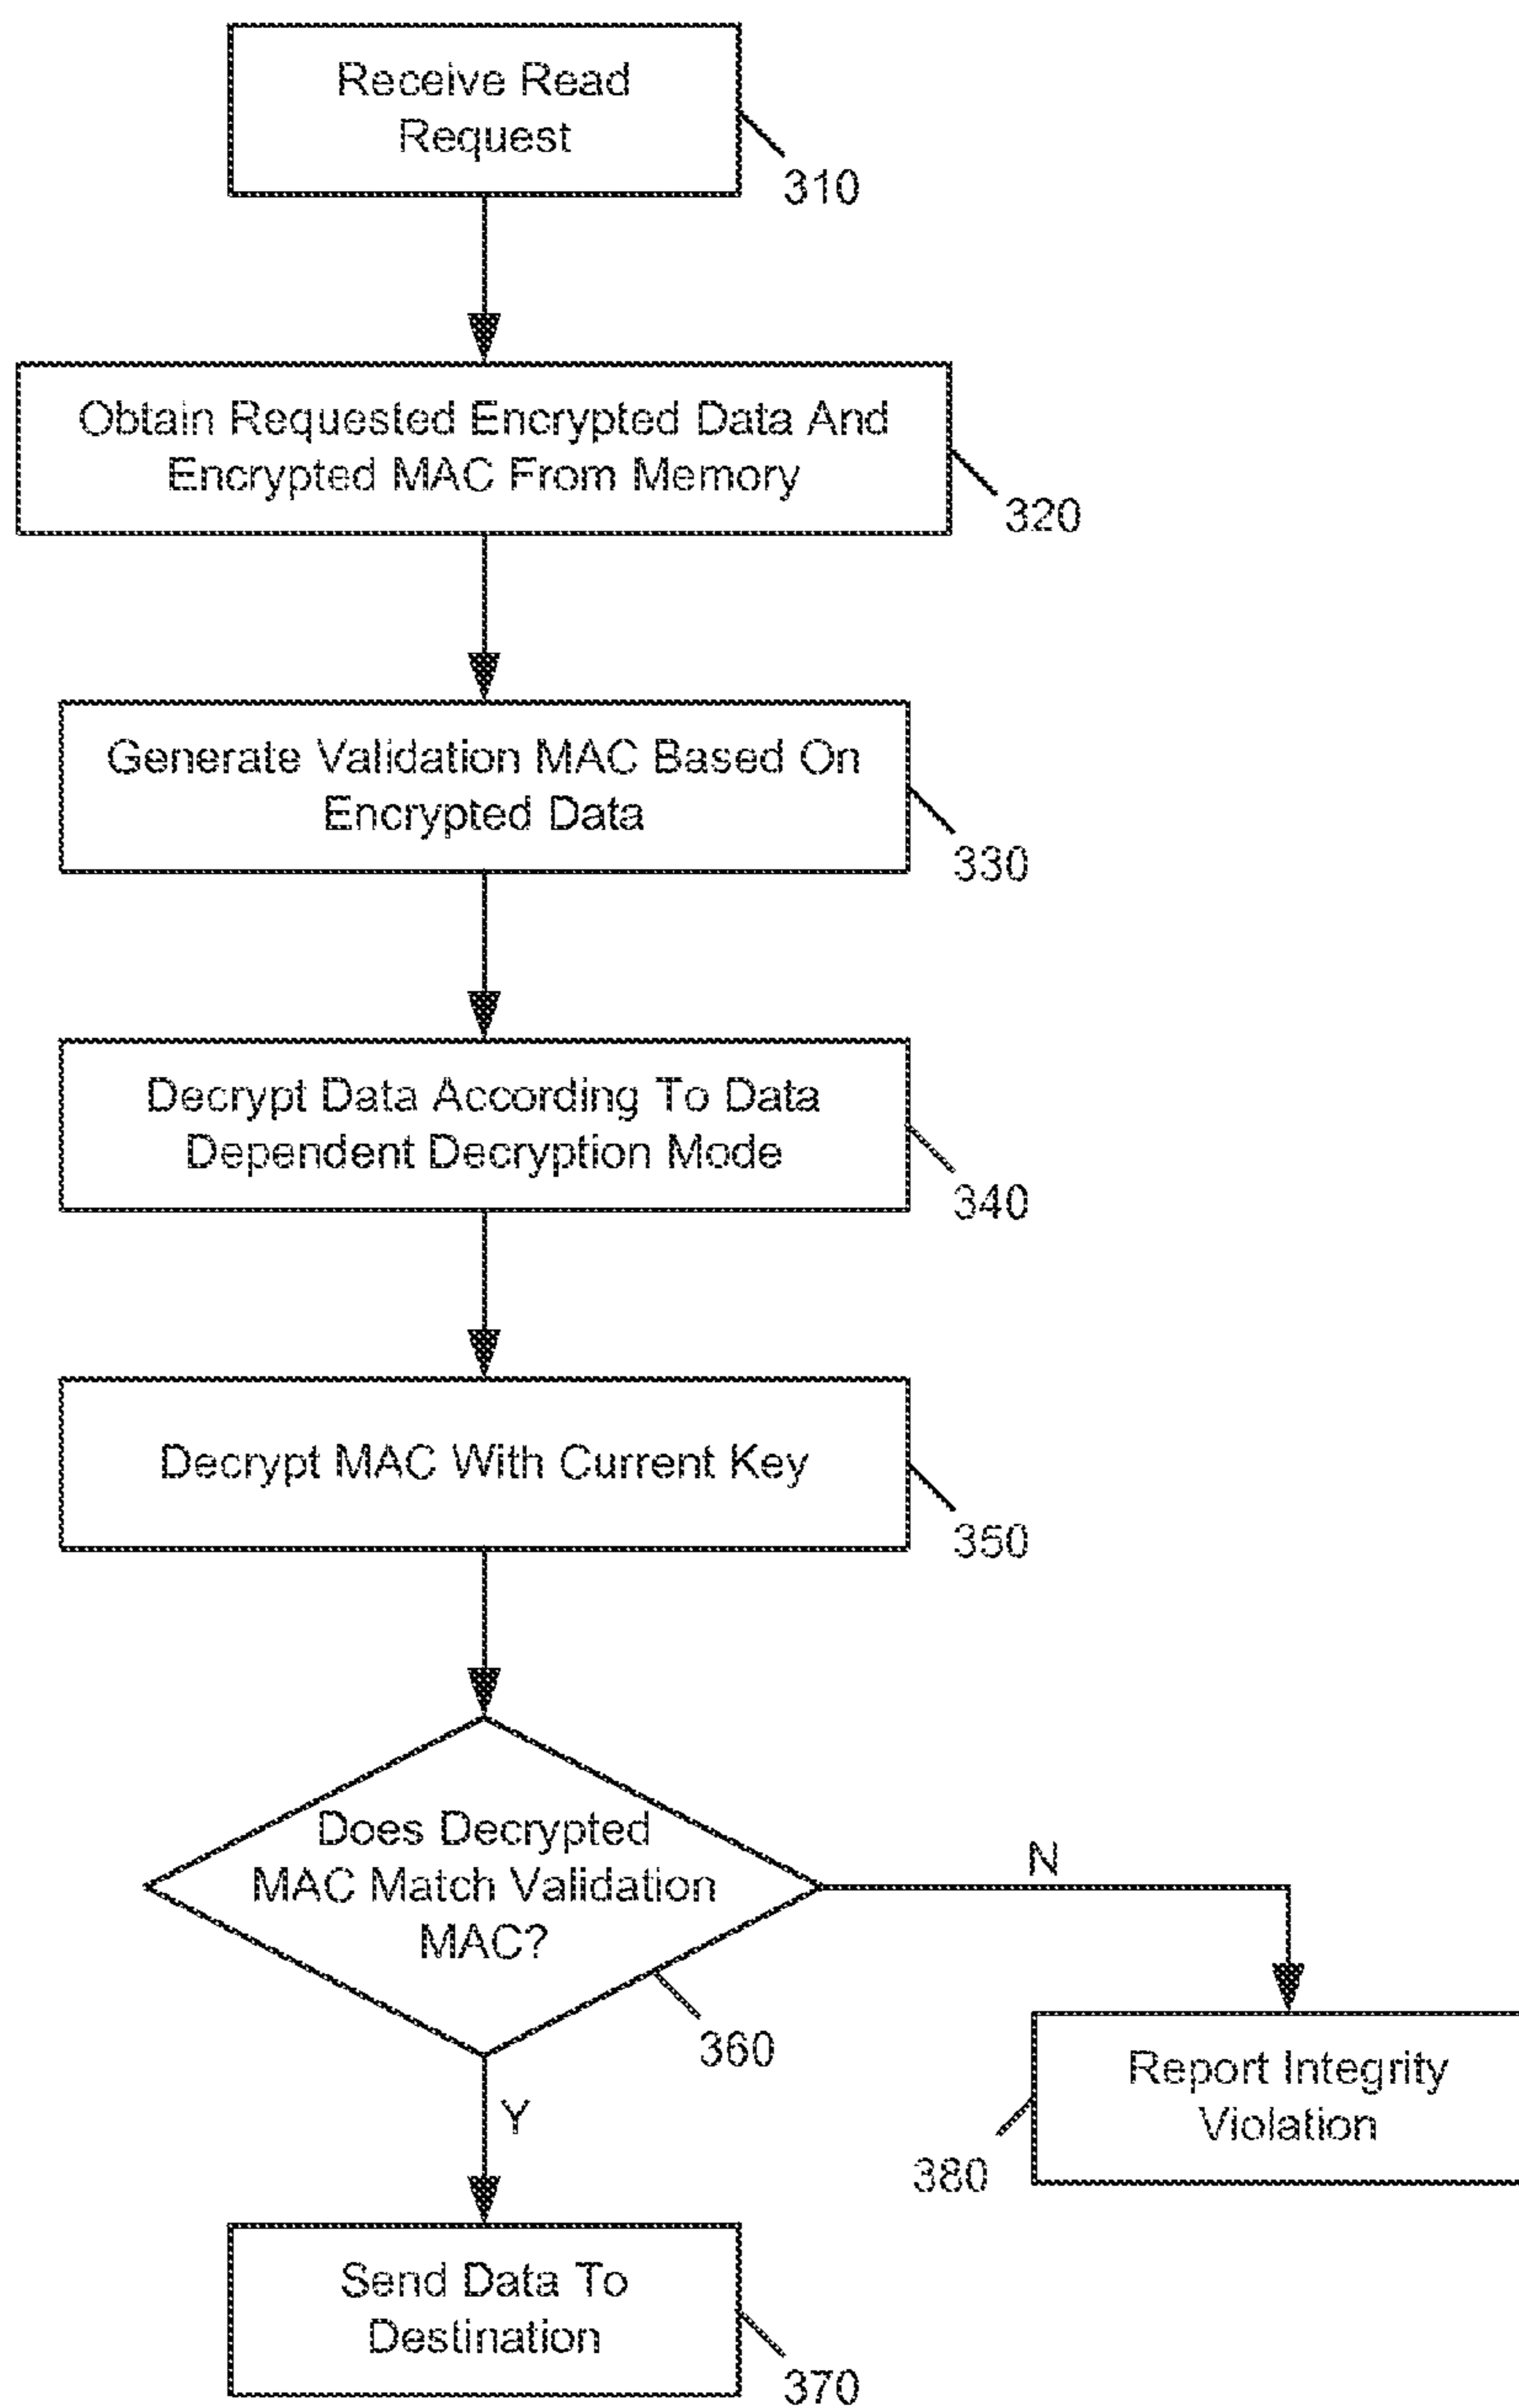 Receive Read
Request
310
Obtain Requested Encrypted Data And
Encrypted MAC From Memory
320
Generate Validation MAC Based On
Encrypted Data
330
Decrypt Data According To Data
Dependent Decryption Mode
340
Decrypt MAC With Current Key
350
Does Decrypted
MAC Match Validation
MAC?
N
360
Y
Report Integrity
Violation
380
Send Data To
Destination
370